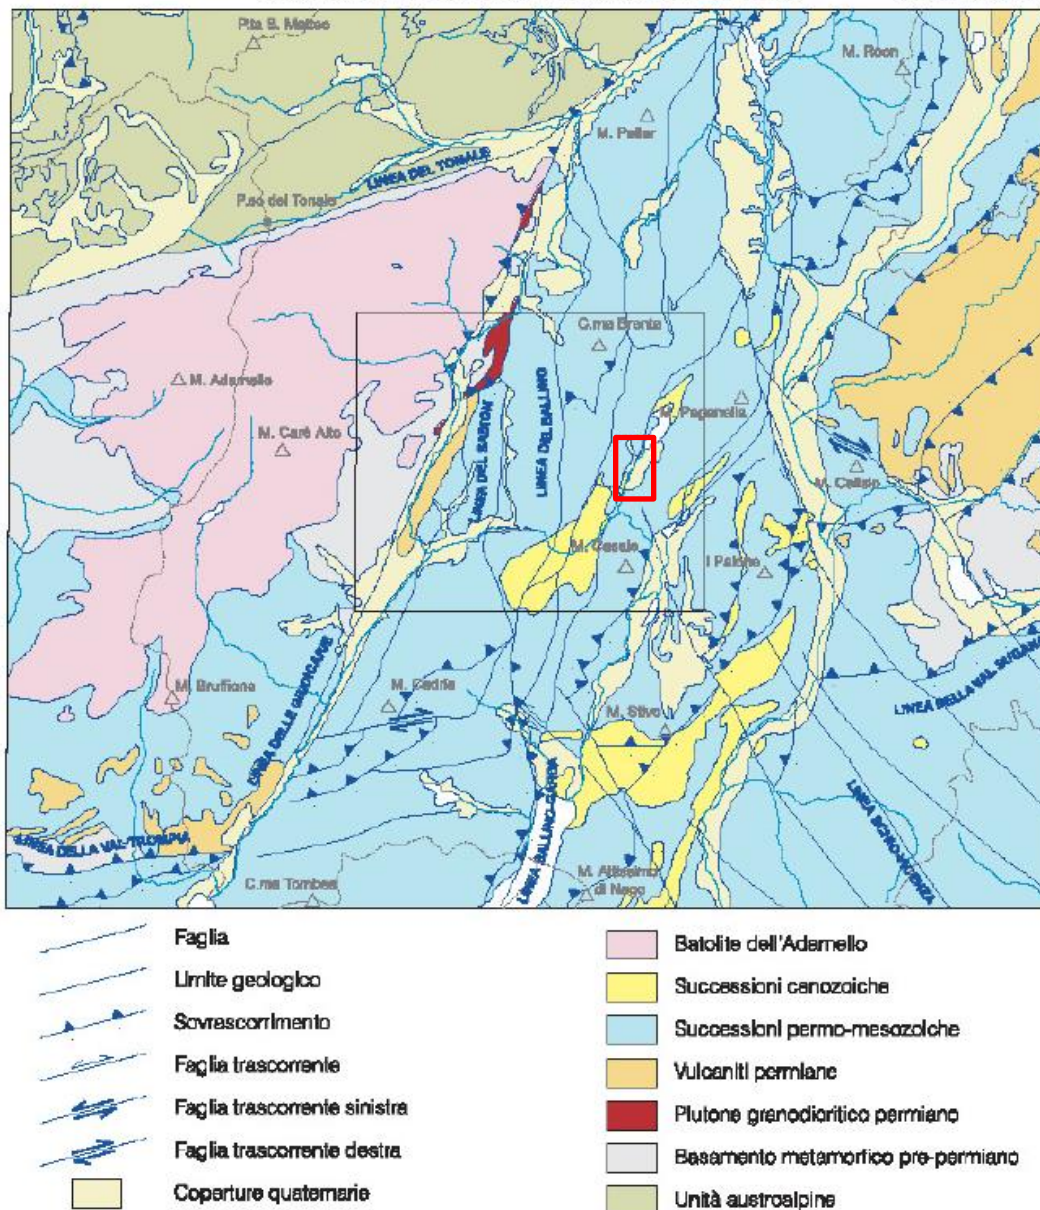 P.ta S. Matteo
M. Roen
M. Peller
LINEA DEL TONALE
P.so del Tonale
C.ma Brenta
M. Adamello
LINEA DEL BALLINO
M. Paganella
M. Caré Alto
LINEA DEL SABION
M. Calisio
M. Casale
I Palohe
LINEA DELLE GIUDICARIE
M. Bruffione
M. Cadria
LINEA DELLA VAL SUGANA
M. Stivo
LINEA DELLA VAL TROMPIA
LINEA BALLINO-GARDA
LINEA SCHIO-VICENZA
C.ma Tombea
M. Altissimo
di Nago
Faglia
Limite geologico
Sovrascorrimento
Faglia trascorrente
Faglia trascorrente sinistra
Faglia trascorrente destra
Coperture quaternarie
Batolite dell'Adamello
Successioni cenozoiche
Successioni permo-mesozoiche
Vulcaniti permiane
Plutone granodioritico permiano
Basamento metamorfico pre-permiano
Unità austroalpine